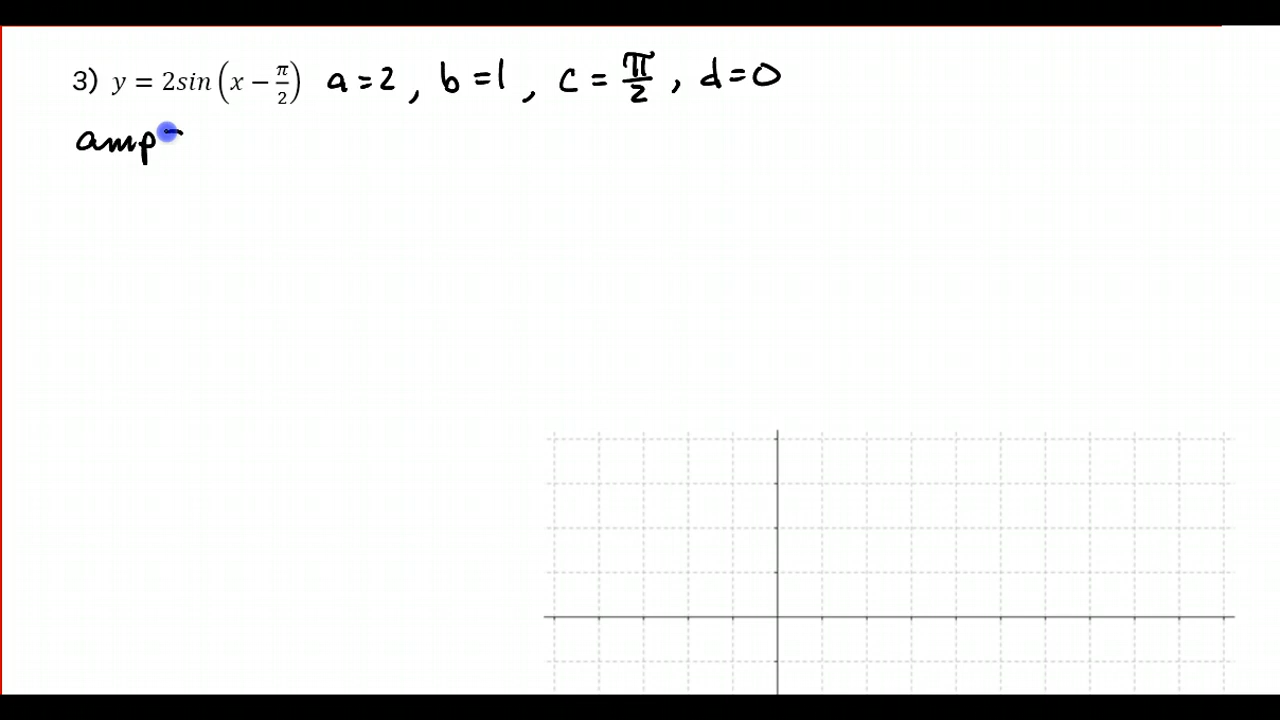 3) y = 2sin(x − π/2) a = 2, b = 1, c = π/2, d = 0
amp